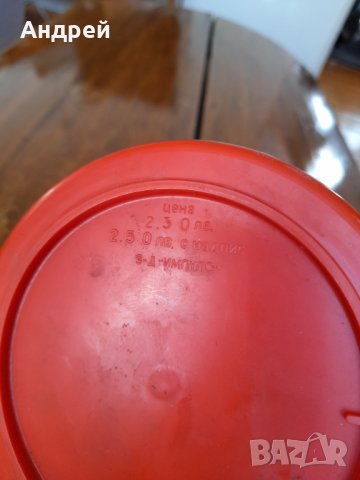 Андрей
цена
2.30 лв.
2.50 лв. с
З-Д
BAZAR